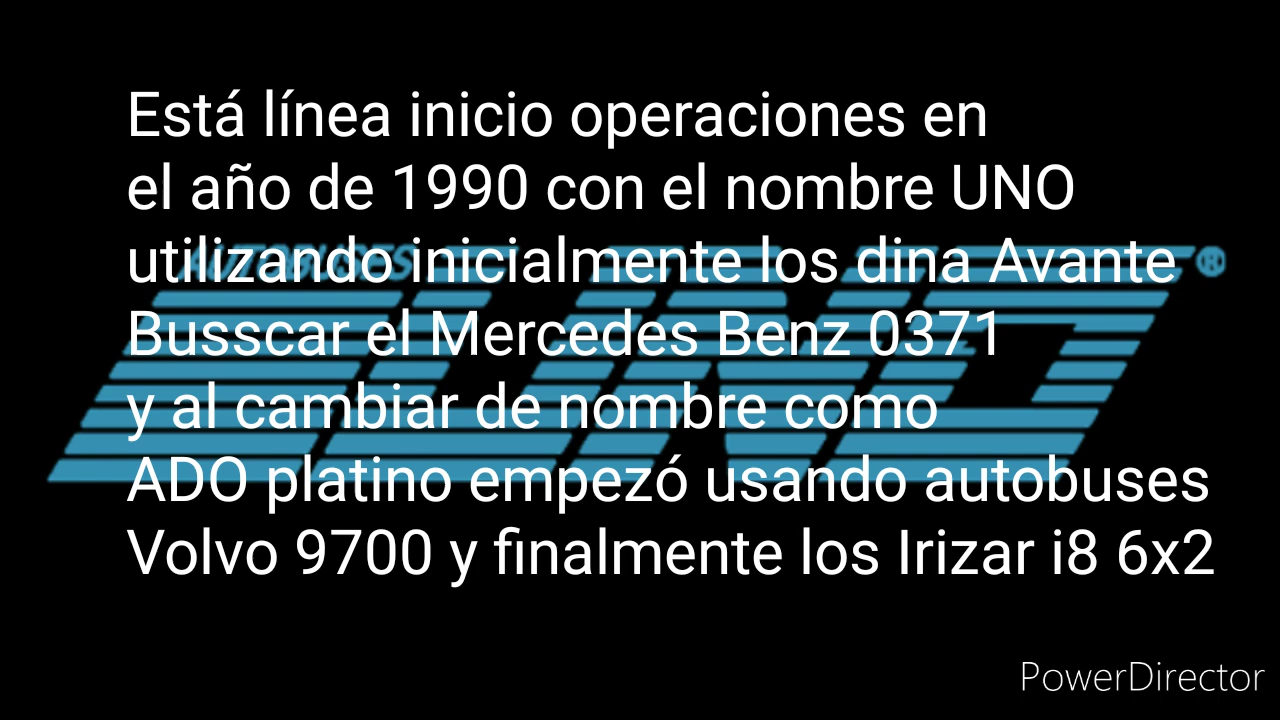 Está línea inicio operaciones en
el año de 1990 con el nombre UNO
utilizando inicialmente los dina Avante
Busscar el Mercedes Benz 0371
y al cambiar de nombre como
ADO platino empezó usando autobuses
Volvo 9700 y finalmente los Irizar i8 6x2
AUTOBUSES
UNO ®
PowerDirector